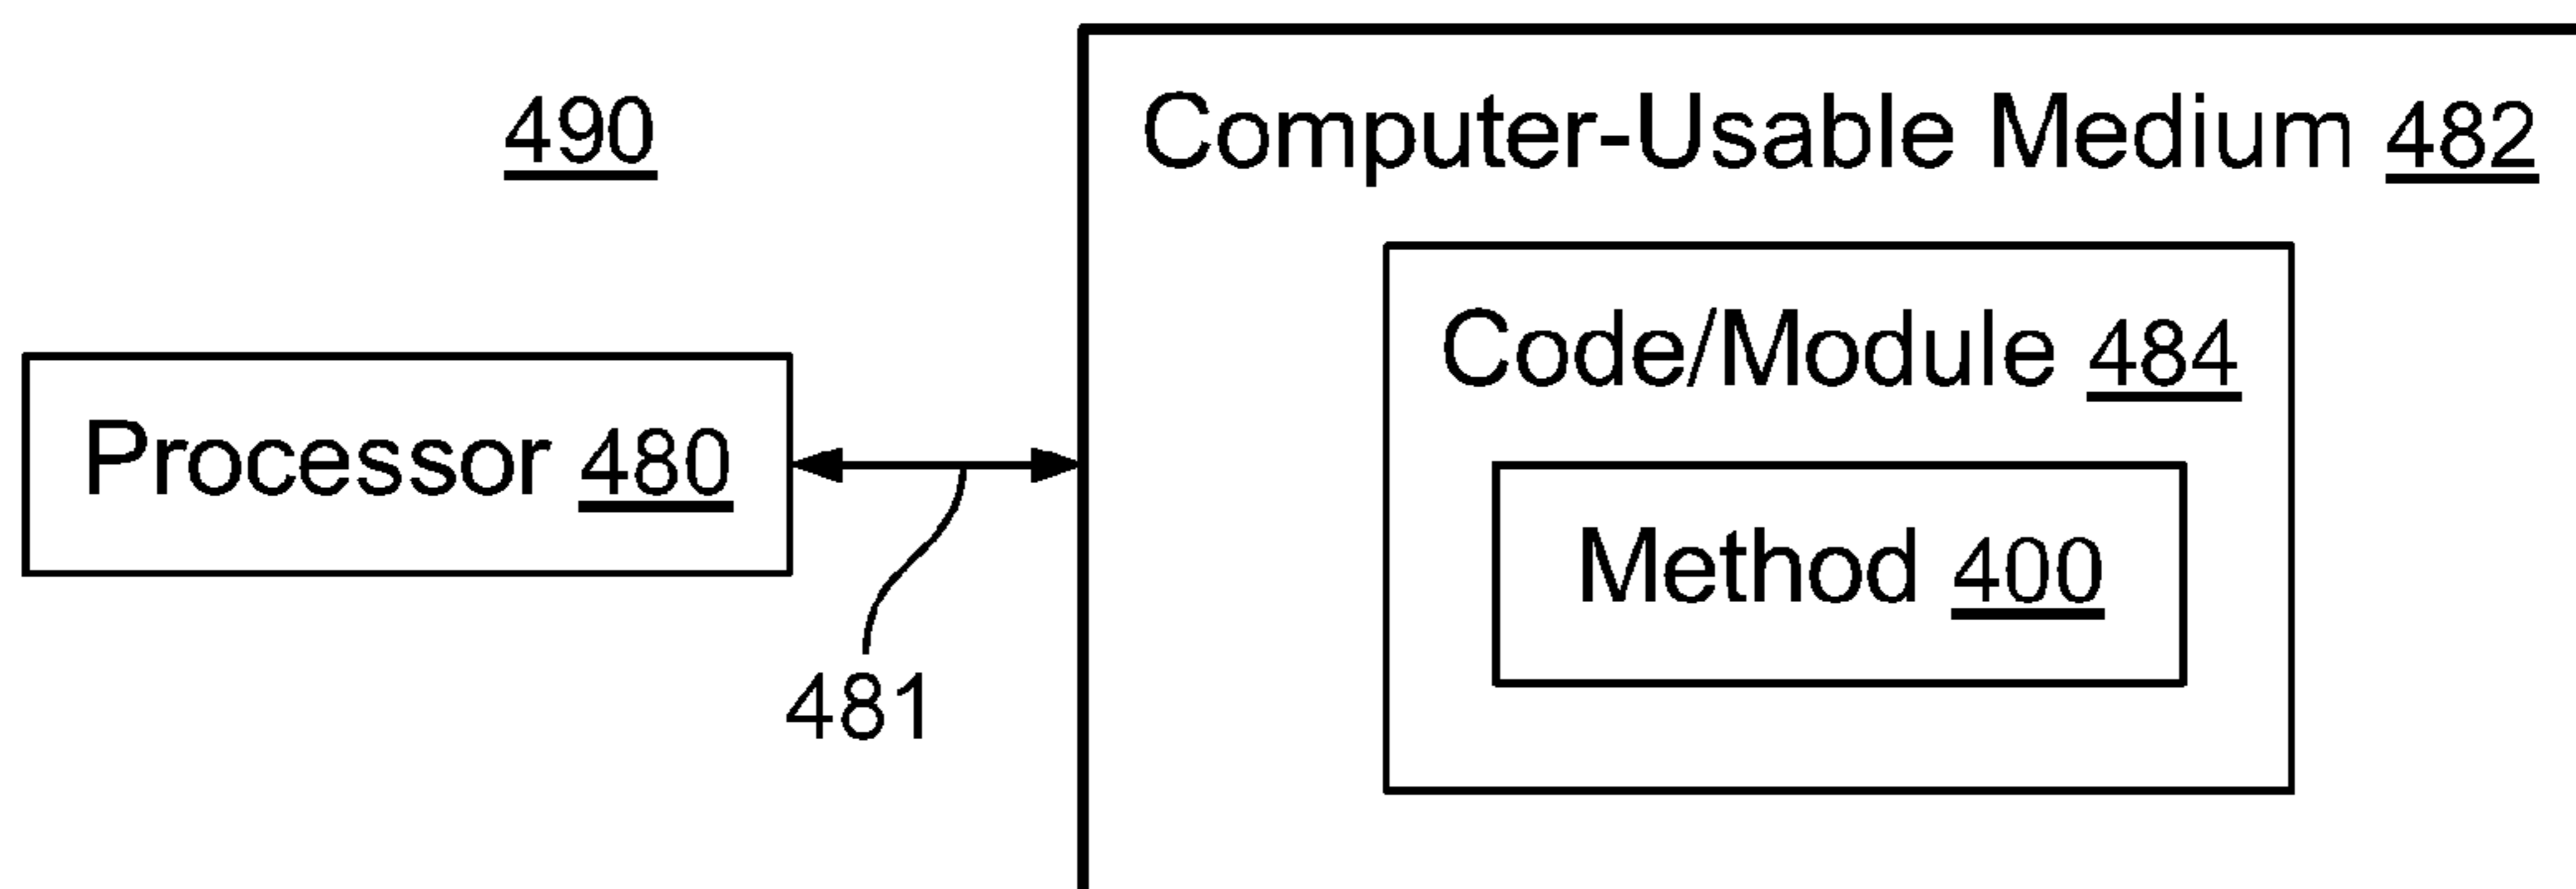 490
Computer-Usable Medium 482
Code/Module 484
Processor 480
Method 400
481